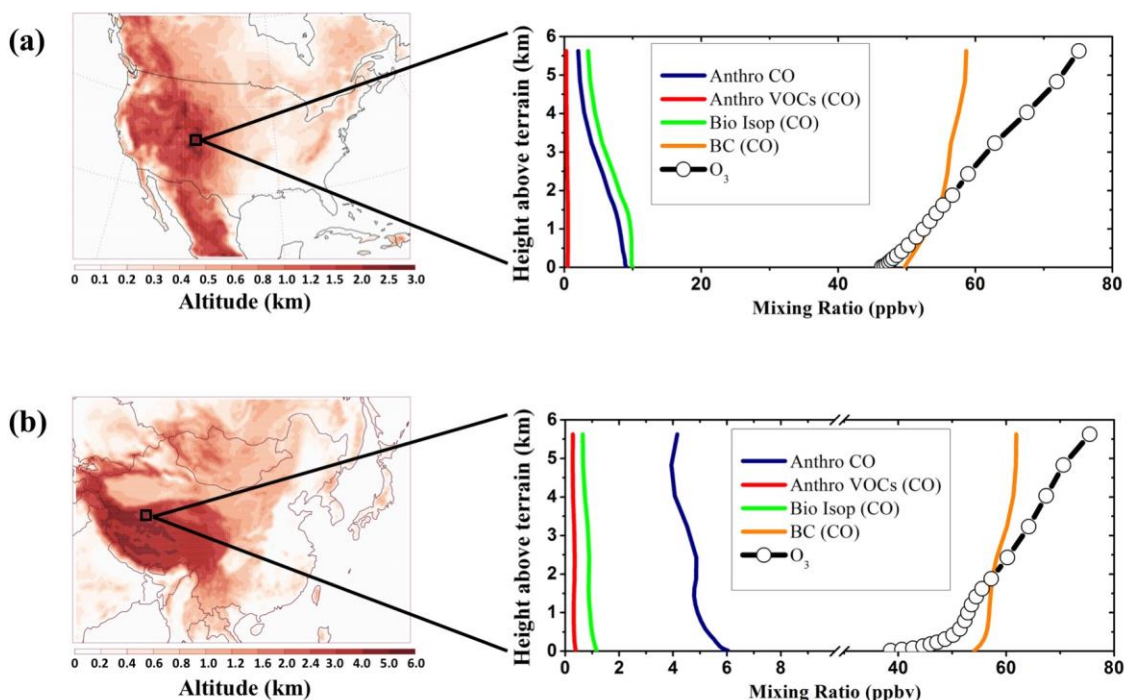 (a)
0 0.2 0.4 0.5 0.6 0.8 1.0 1.2 1.4 1.6 1.8 2.0 2.5 3.0
Altitude (km)
Height above terrain (km)
6
5
4
3
2
1
0
Anthro CO
Anthro VOCs (CO)
Bio Isop (CO)
BC (CO)
O3
0 20 40 60 80
Mixing Ratio (ppbv)
(b)
0 0.2 0.4 0.6 0.8 1.0 1.2 1.4 2.0 2.4 3.0 4.0 5.0 6.0
Altitude (km)
Height above terrain (km)
6
5
4
3
2
1
0
Anthro CO
Anthro VOCs (CO)
Bio Isop (CO)
BC (CO)
O3
0 2 4 6 8 10 40 60 80
Mixing Ratio (ppbv)